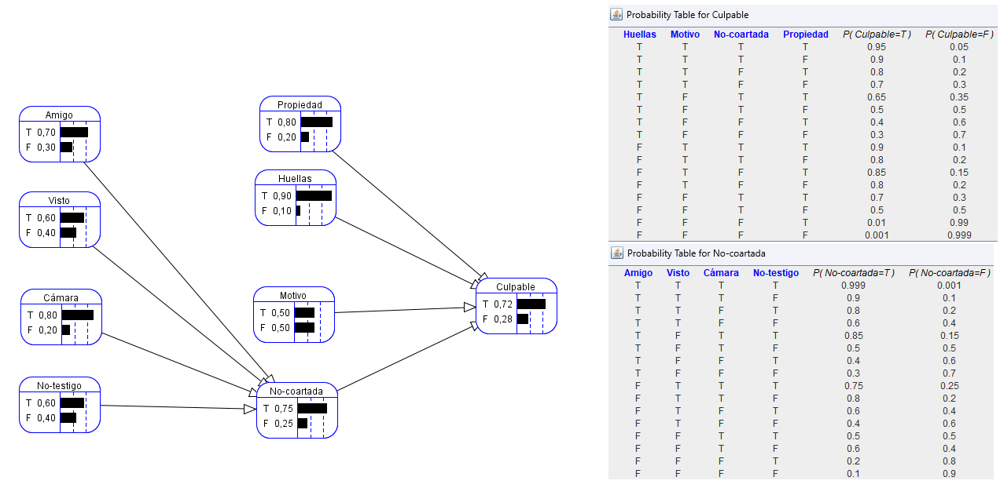 Amigo
T 0,70
F 0,30
Visto
T 0,60
F 0,40
Cámara
T 0,80
F 0,20
No-testigo
T 0,60
F 0,40
Propiedad
T 0,80
F 0,20
Huellas
T 0,90
F 0,10
Motivo
T 0,50
F 0,50
No-coartada
T 0,75
F 0,25
Culpable
T 0,72
F 0,28
Probability Table for Culpable
Huellas Motivo No-coartada Propiedad P( Culpable=T ) P( Culpable=F )
T T T T 0.95 0.05
T T T F 0.9 0.1
T T F T 0.8 0.2
T T F F 0.7 0.3
T F T T 0.65 0.35
T F T F 0.5 0.5
T F F T 0.4 0.6
T F F F 0.3 0.7
F T T T 0.9 0.1
F T T F 0.8 0.2
F T F T 0.85 0.15
F T F F 0.8 0.2
F F T T 0.7 0.3
F F T F 0.5 0.5
F F F T 0.01 0.99
F F F F 0.001 0.999
Probability Table for No-coartada
Amigo Visto Cámara No-testigo P( No-coartada=T ) P( No-coartada=F )
T T T T 0.999 0.001
T T T F 0.9 0.1
T T F T 0.8 0.2
T T F F 0.6 0.4
T F T T 0.85 0.15
T F T F 0.5 0.5
T F F T 0.4 0.6
T F F F 0.3 0.7
F T T T 0.75 0.25
F T T F 0.8 0.2
F T F T 0.6 0.4
F T F F 0.4 0.6
F F T T 0.5 0.5
F F T F 0.6 0.4
F F F T 0.2 0.8
F F F F 0.1 0.9